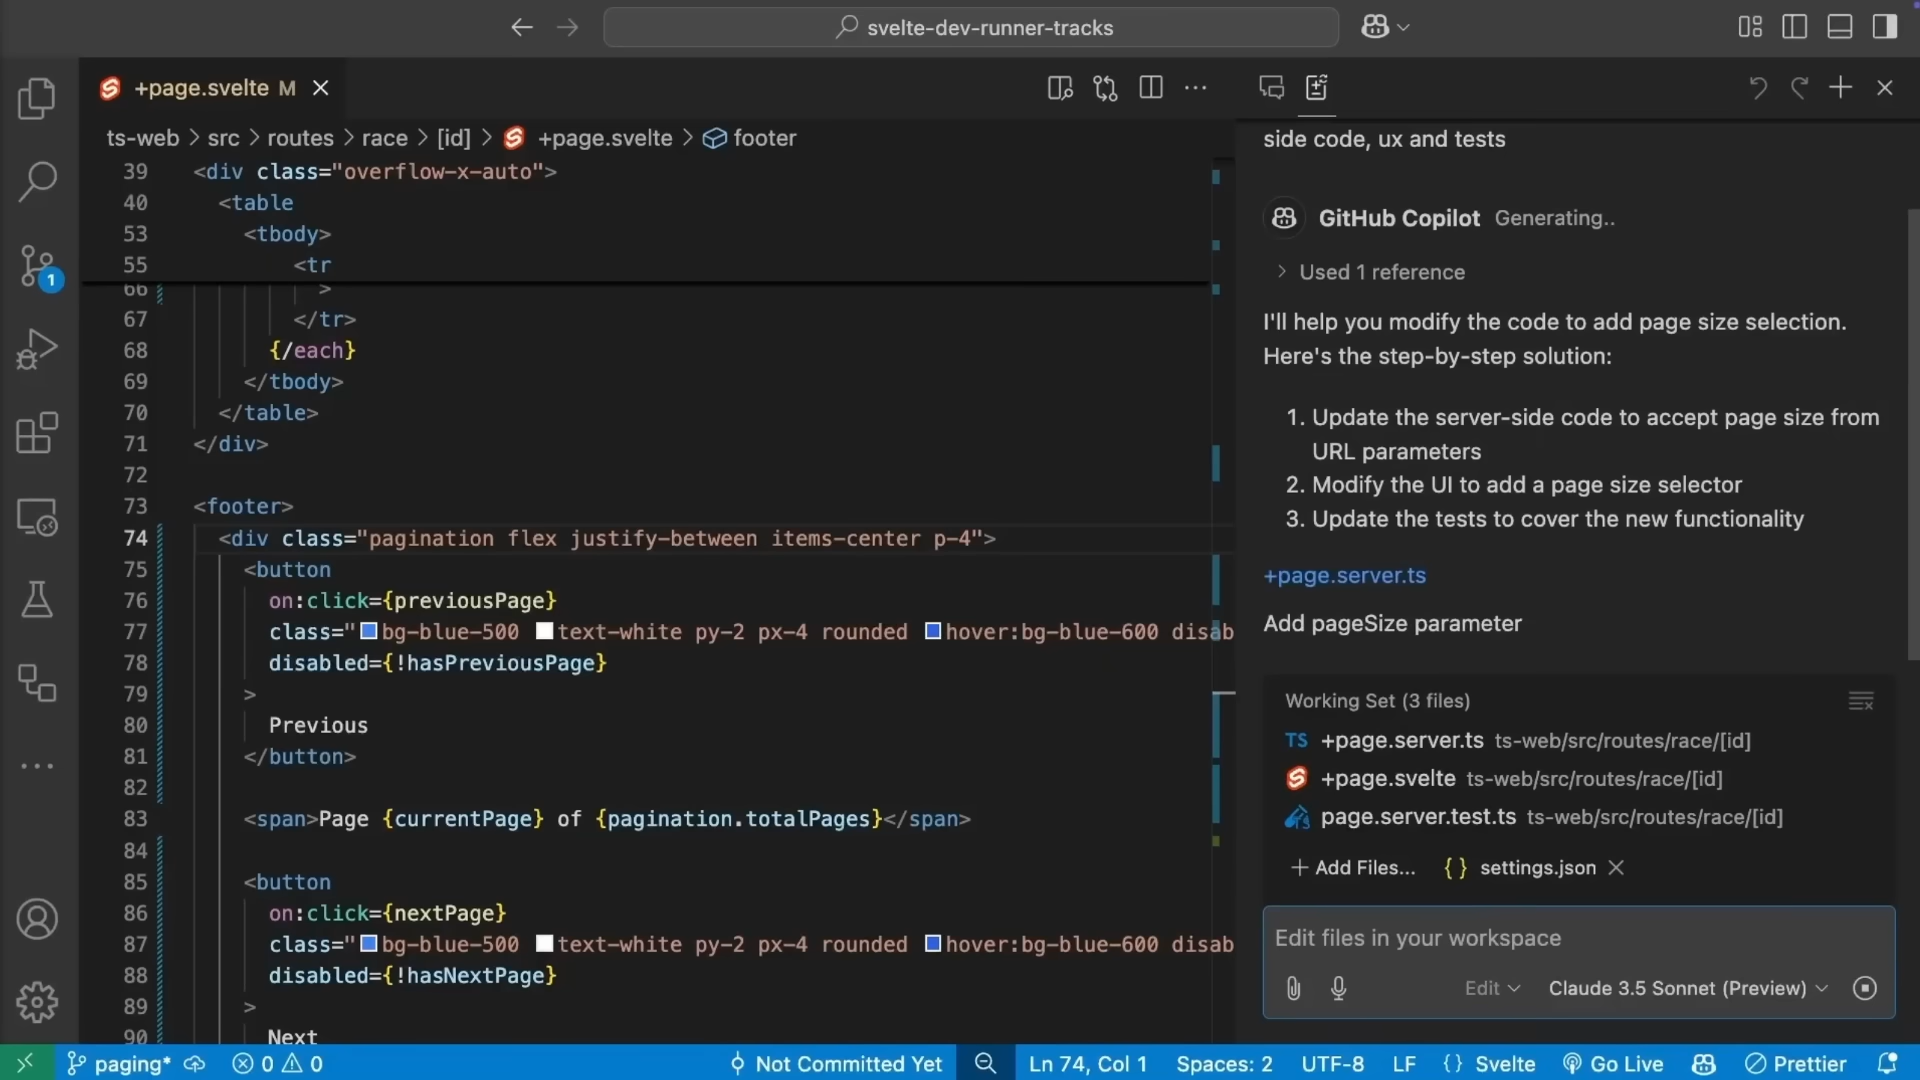 svelte-dev-runner-tracks
+page.svelte M
ts-web > src > routes > race > [id] > +page.svelte > footer
39 <div class="overflow-x-auto">
40 <table
53 <tbody>
55 <tr
66 >
67 </tr>
68 {/each}
69 </tbody>
70 </table>
71 </div>
72
73 <footer>
74 <div class="pagination flex justify-between items-center p-4">
75 <button
76 on:click={previousPage}
77 class="bg-blue-500 text-white py-2 px-4 rounded hover:bg-blue-600 disab
78 disabled={!hasPreviousPage}
79 >
80 Previous
81 </button>
82
83 <span>Page {currentPage} of {pagination.totalPages}</span>
84
85 <button
86 on:click={nextPage}
87 class="bg-blue-500 text-white py-2 px-4 rounded hover:bg-blue-600 disab
88 disabled={!hasNextPage}
89 >
90 Next
side code, ux and tests
GitHub Copilot Generating..
> Used 1 reference
I'll help you modify the code to add page size selection.
Here's the step-by-step solution:
1. Update the server-side code to accept page size from
URL parameters
2. Modify the UI to add a page size selector
3. Update the tests to cover the new functionality
+page.server.ts
Add pageSize parameter
Working Set (3 files)
TS +page.server.ts ts-web/src/routes/race/[id]
+page.svelte ts-web/src/routes/race/[id]
page.server.test.ts ts-web/src/routes/race/[id]
+ Add Files... {} settings.json
Edit files in your workspace
Edit Claude 3.5 Sonnet (Preview)
1
paging* 0 0 Not Committed Yet Ln 74, Col 1 Spaces: 2 UTF-8 LF {} Svelte Go Live Prettier